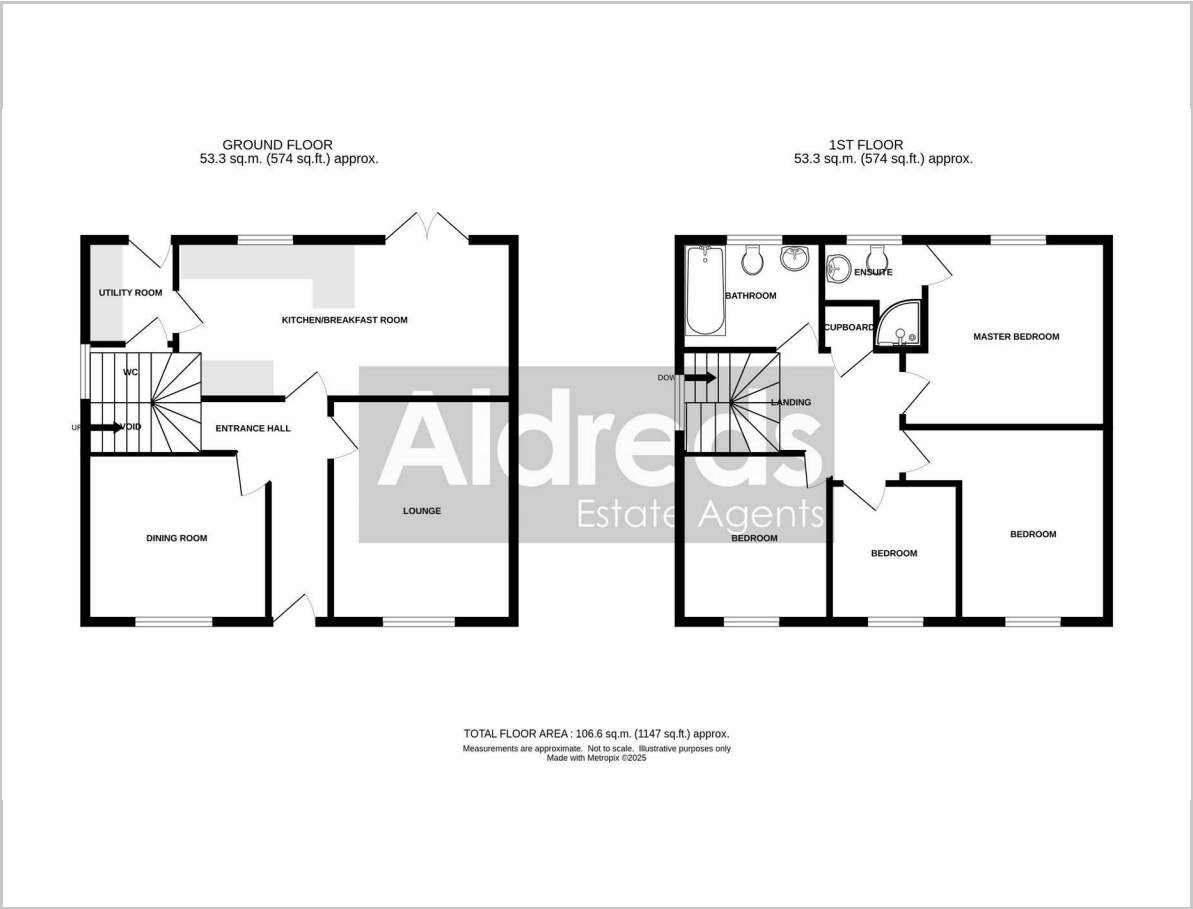 GROUND FLOOR
53.3 sq.m. (574 sq.ft.) approx.
1ST FLOOR
53.3 sq.m. (574 sq.ft.) approx.
UTILITY ROOM
KITCHEN/BREAKFAST ROOM
WC
UP
VOID
ENTRANCE HALL
LOUNGE
DINING ROOM
BATHROOM
ENSUITE
CUPBOARD
MASTER BEDROOM
DOW
LANDING
BEDROOM
BEDROOM
BEDROOM
Aldreds
Estate Agents
TOTAL FLOOR AREA : 106.6 sq.m. (1147 sq.ft.) approx.
Measurements are approximate. Not to scale. Illustrative purposes only
Made with Metropix ©2025